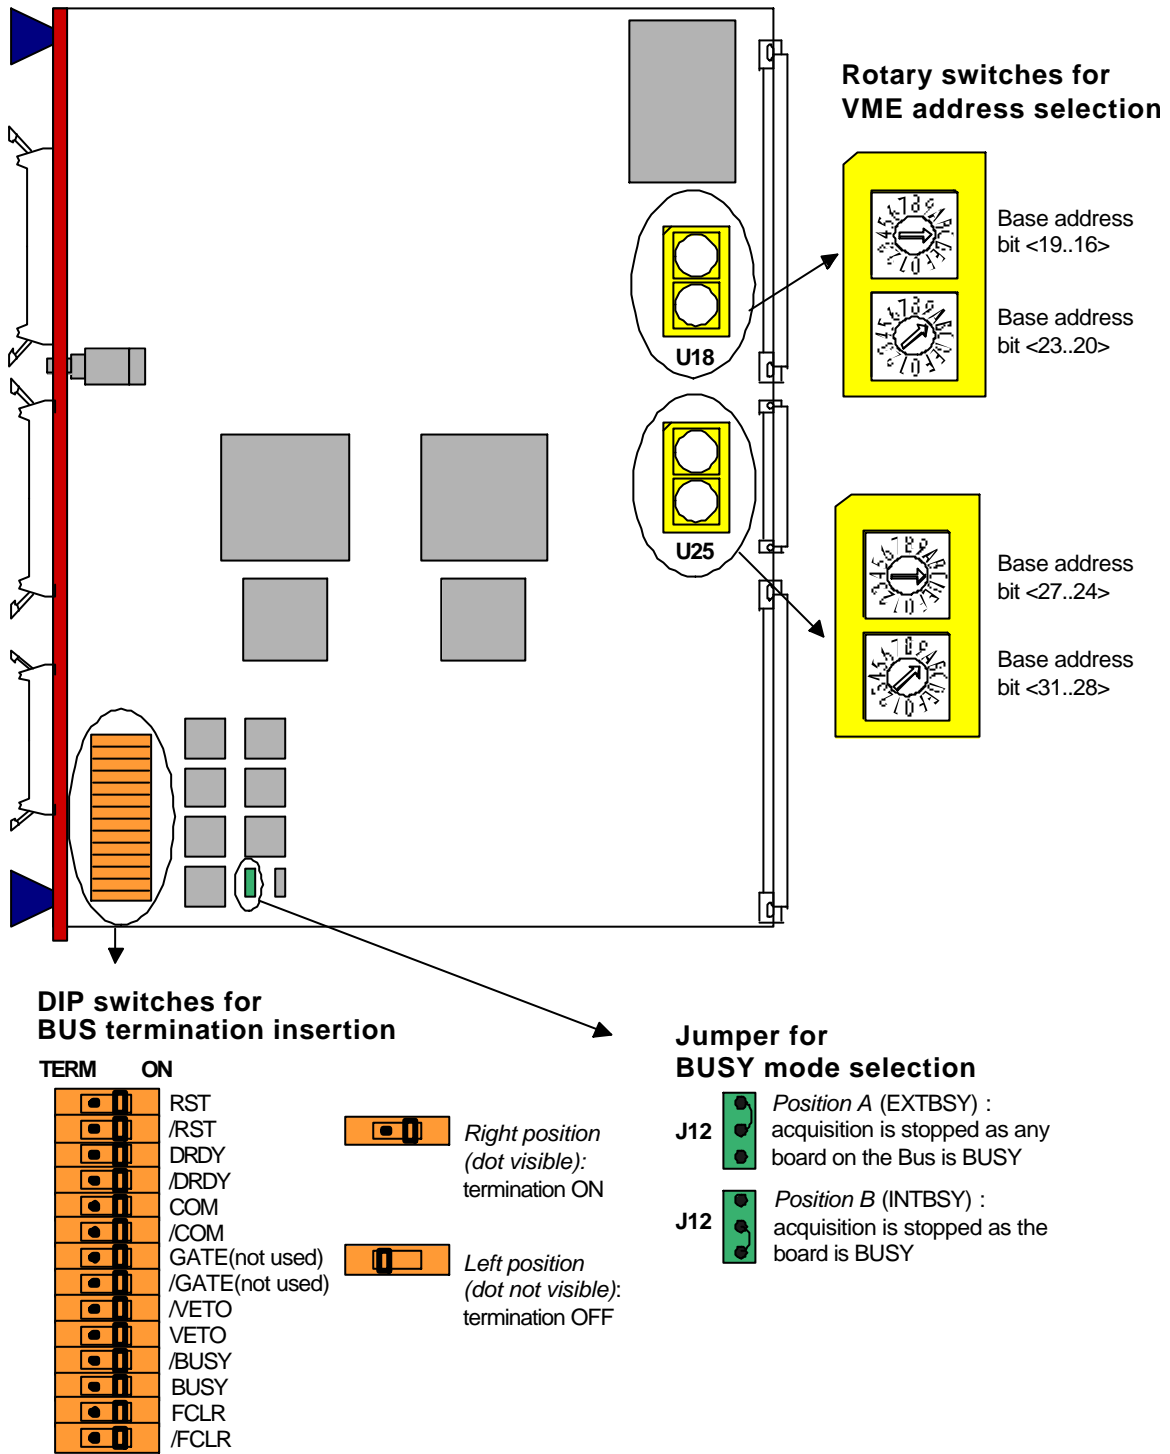 Rotary switches for
VME address selection
Base address
bit <19..16>
Base address
bit <23..20>
U18
U25
Base address
bit <27..24>
Base address
bit <31..28>
DIP switches for
BUS termination insertion
TERM ON
RST
/RST
DRDY
/DRDY
COM
/COM
GATE(not used)
/GATE(not used)
/VETO
VETO
/BUSY
BUSY
FCLR
/FCLR
Right position
(dot visible):
termination ON
Left position
(dot not visible):
termination OFF
Jumper for
BUSY mode selection
J12
Position A (EXTBSY) :
acquisition is stopped as any
board on the Bus is BUSY
J12
Position B (INTBSY) :
acquisition is stopped as the
board is BUSY